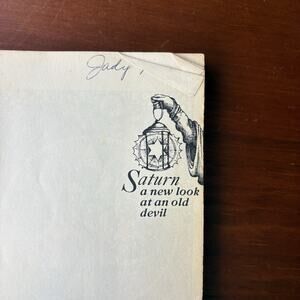 Judy,
Saturn
a new look
at an old
devil